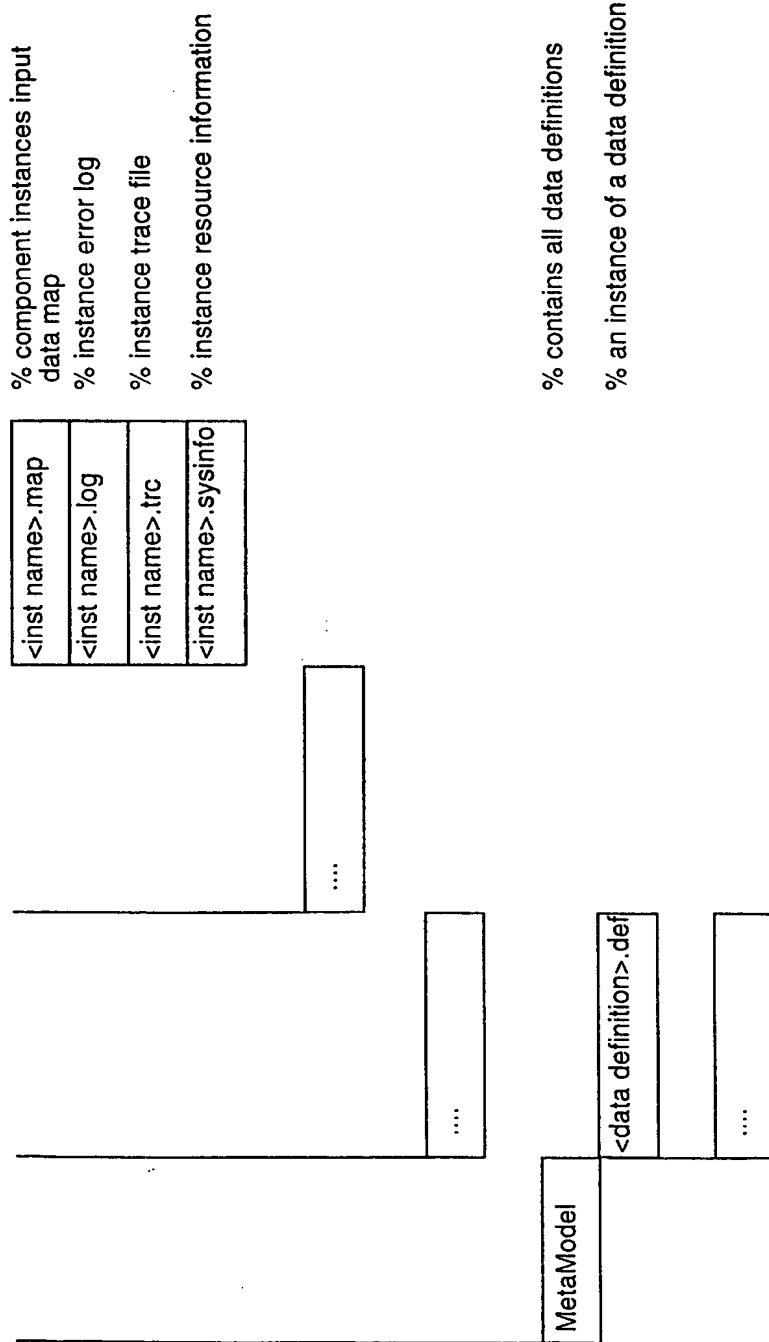 <inst name>.map % component instances input
data map
<inst name>.log % instance error log
<inst name>.trc % instance trace file
<inst name>.sysinfo % instance resource information
....
....
MetaModel % contains all data definitions
<data definition>.def % an instance of a data definition
....